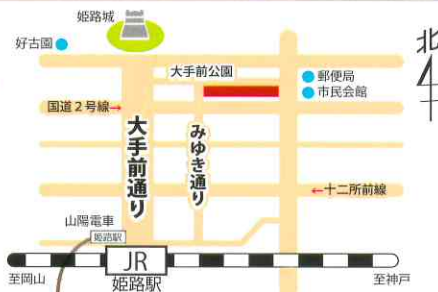 姫路城
好古園
北
大手前公園
郵便局
市民会館
国道2号線→
大手前通り
みゆき通り
←十二所前線
山陽電車
姫路駅
JR
姫路駅
至岡山
至神戸